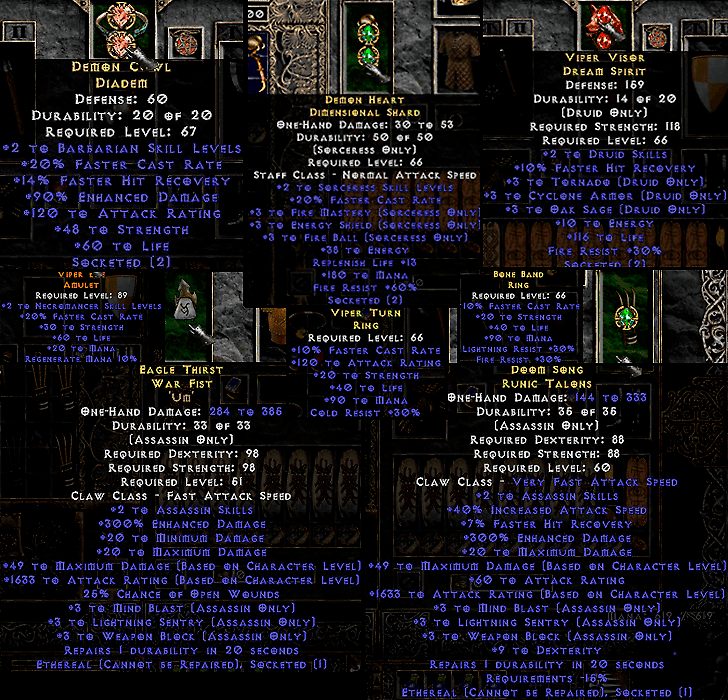 Demon Cowl
Diadem
Defense: 60
Durability: 20 of 20
Required Level: 67
+2 to Barbarian Skill Levels
+20% Faster Cast Rate
+14% Faster Hit Recovery
+90% Enhanced Damage
+120 to Attack Rating
+48 to Strength
+60 to Life
Socketed (2)
Demon Heart
Dimensional Shard
One-Hand Damage: 30 to 53
Durability: 50 of 50
(Sorceress Only)
Required Level: 66
Staff Class - Normal Attack Speed
+2 to Sorceress Skill Levels
+20% Faster Cast Rate
+3 to Fire Mastery (Sorceress Only)
+3 to Energy Shield (Sorceress Only)
+3 to Fire Ball (Sorceress Only)
+38 to Energy
Replenish Life +13
+180 to Mana
Fire Resist +60%
Socketed (2)
Viper Visor
Dream Spirit
Defense: 159
Durability: 14 of 20
(Druid Only)
Required Strength: 118
Required Level: 66
+2 to Druid Skills
+10% Faster Hit Recovery
+3 to Tornado (Druid Only)
+3 to Cyclone Armor (Druid Only)
+3 to Oak Sage (Druid Only)
+10 to Energy
+116 to Life
Fire Resist +30%
Socketed (2)
Viper
Amulet
Required Level: 89
+2 to Necromancer Skill Levels
+20% Faster Cast Rate
+30 to Strength
+60 to Life
+20 to Mana
Regenerate Mana 10%
Viper Turn
Ring
Required Level: 66
+10% Faster Cast Rate
+120 to Attack Rating
+20 to Strength
+40 to Life
+90 to Mana
Cold Resist +30%
Bone Band
Ring
Required Level: 66
+10% Faster Cast Rate
+20 to Strength
+40 to Life
+90 to Mana
Lightning Resist +30%
Fire Resist +30%
Eagle Thirst
War Fist
'Um'
One-Hand Damage: 284 to 386
Durability: 33 of 33
(Assassin Only)
Required Dexterity: 98
Required Strength: 98
Required Level: 51
Claw Class - Fast Attack Speed
+2 to Assassin Skills
+300% Enhanced Damage
+20 to Minimum Damage
+20 to Maximum Damage
+49 to Maximum Damage (Based on Character Level)
+1633 to Attack Rating (Based on Character Level)
25% Chance of Open Wounds
+3 to Mind Blast (Assassin Only)
+3 to Lightning Sentry (Assassin Only)
+3 to Weapon Block (Assassin Only)
Repairs 1 durability in 20 seconds
Ethereal (Cannot be Repaired), Socketed (1)
Doom Song
Runic Talons
One-Hand Damage: 144 to 333
Durability: 35 of 35
(Assassin Only)
Required Dexterity: 88
Required Strength: 88
Required Level: 60
Claw Class - Very Fast Attack Speed
+2 to Assassin Skills
+40% Increased Attack Speed
+7% Faster Hit Recovery
+300% Enhanced Damage
+20 to Maximum Damage
+49 to Maximum Damage (Based on Character Level)
+60 to Attack Rating
+1633 to Attack Rating (Based on Character Level)
+3 to Mind Blast (Assassin Only)
+3 to Lightning Sentry (Assassin Only)
+3 to Weapon Block (Assassin Only)
+9 to Dexterity
Repairs 1 durability in 20 seconds
Requirements -15%
Ethereal (Cannot be Repaired), Socketed (1)